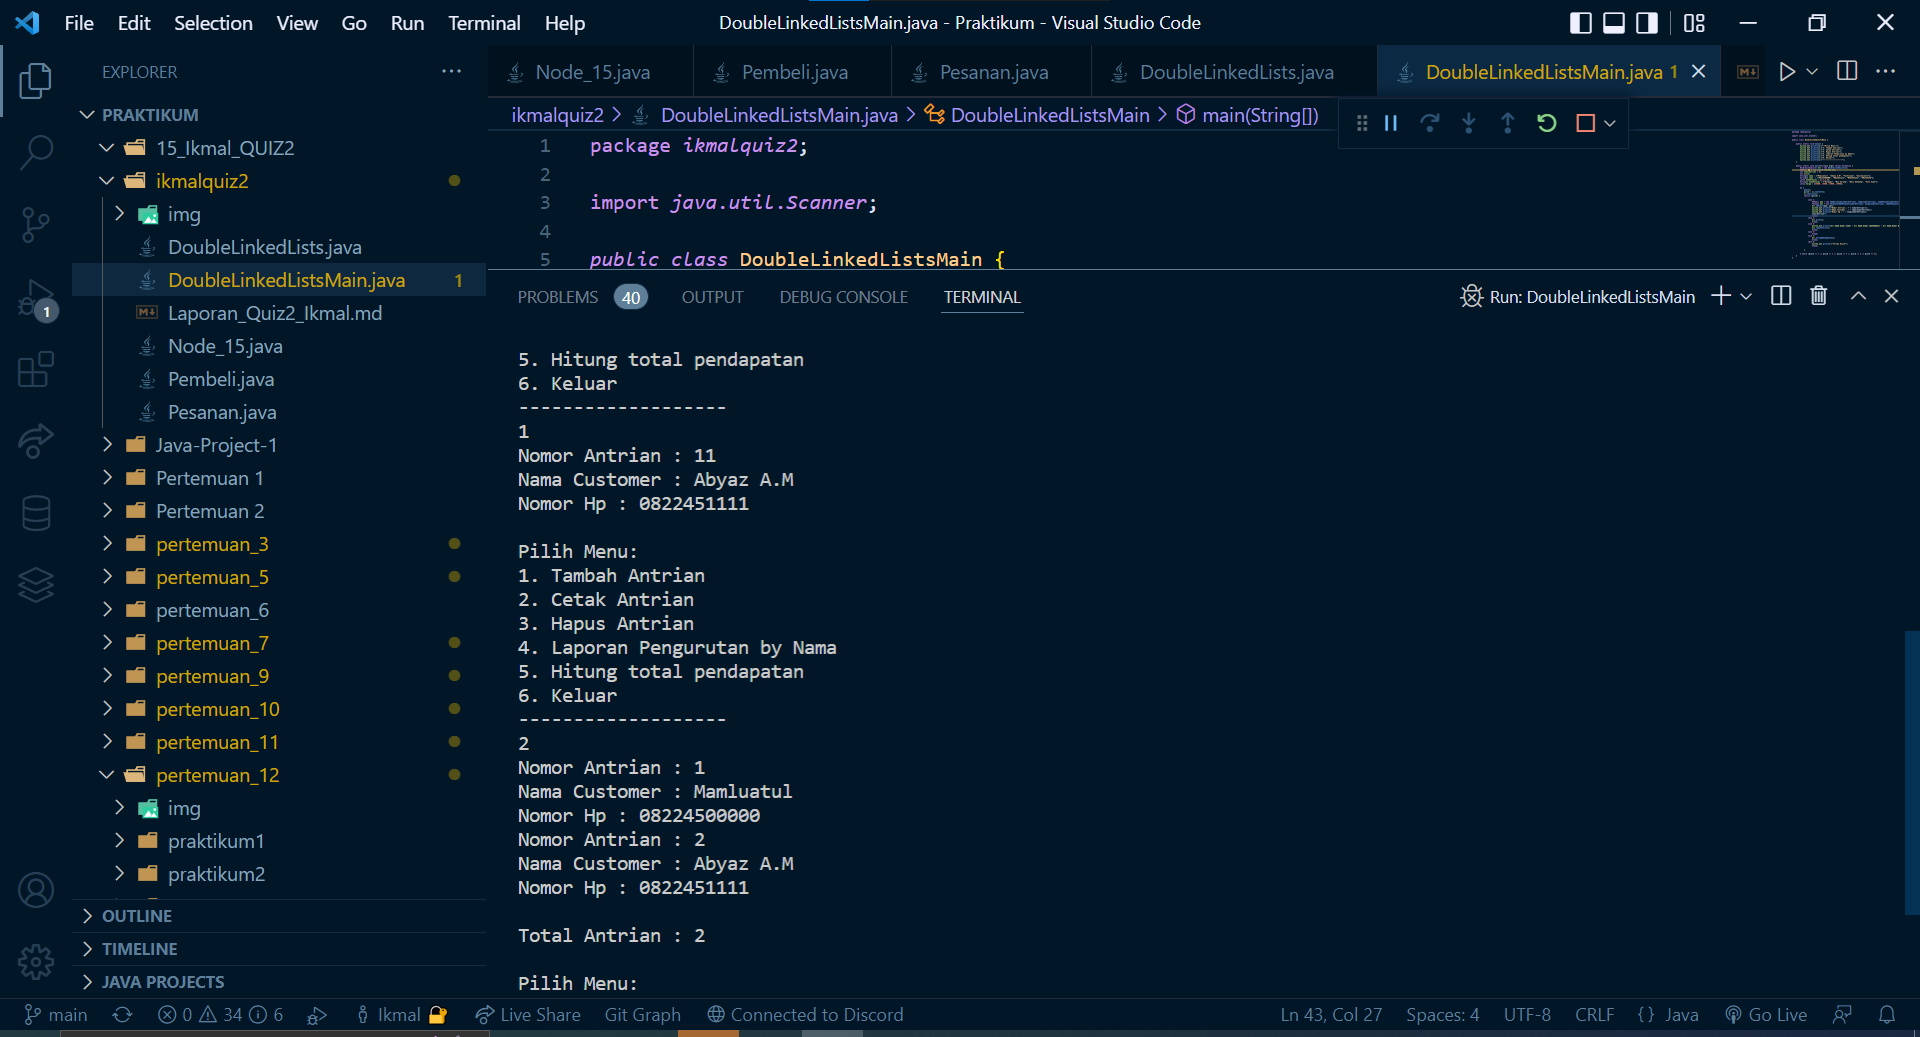 File Edit Selection View Go Run Terminal Help
DoubleLinkedListsMain.java - Praktikum - Visual Studio Code
EXPLORER
PRAKTIKUM
15_Ikmal_QUIZ2
ikmalquiz2
img
DoubleLinkedLists.java
DoubleLinkedListsMain.java 1
Laporan_Quiz2_Ikmal.md
Node_15.java
Pembeli.java
Pesanan.java
Java-Project-1
Pertemuan 1
Pertemuan 2
pertemuan_3
pertemuan_5
pertemuan_6
pertemuan_7
pertemuan_9
pertemuan_10
pertemuan_11
pertemuan_12
img
praktikum1
praktikum2
OUTLINE
TIMELINE
JAVA PROJECTS
1
Node_15.java Pembeli.java Pesanan.java DoubleLinkedLists.java DoubleLinkedListsMain.java 1
ikmalquiz2 > DoubleLinkedListsMain.java > DoubleLinkedListsMain > main(String[])
1 package ikmalquiz2;
2
3 import java.util.Scanner;
4
5 public class DoubleLinkedListsMain {
PROBLEMS 40 OUTPUT DEBUG CONSOLE TERMINAL
Run: DoubleLinkedListsMain
5. Hitung total pendapatan
6. Keluar
-------------------
1
Nomor Antrian : 11
Nama Customer : Abyaz A.M
Nomor Hp : 0822451111
Pilih Menu:
1. Tambah Antrian
2. Cetak Antrian
3. Hapus Antrian
4. Laporan Pengurutan by Nama
5. Hitung total pendapatan
6. Keluar
-------------------
2
Nomor Antrian : 1
Nama Customer : Mamluatul
Nomor Hp : 08224500000
Nomor Antrian : 2
Nama Customer : Abyaz A.M
Nomor Hp : 0822451111
Total Antrian : 2
Pilih Menu:
main 0 34 6 Ikmal Live Share Git Graph Connected to Discord Ln 43, Col 27 Spaces: 4 UTF-8 CRLF {} Java Go Live